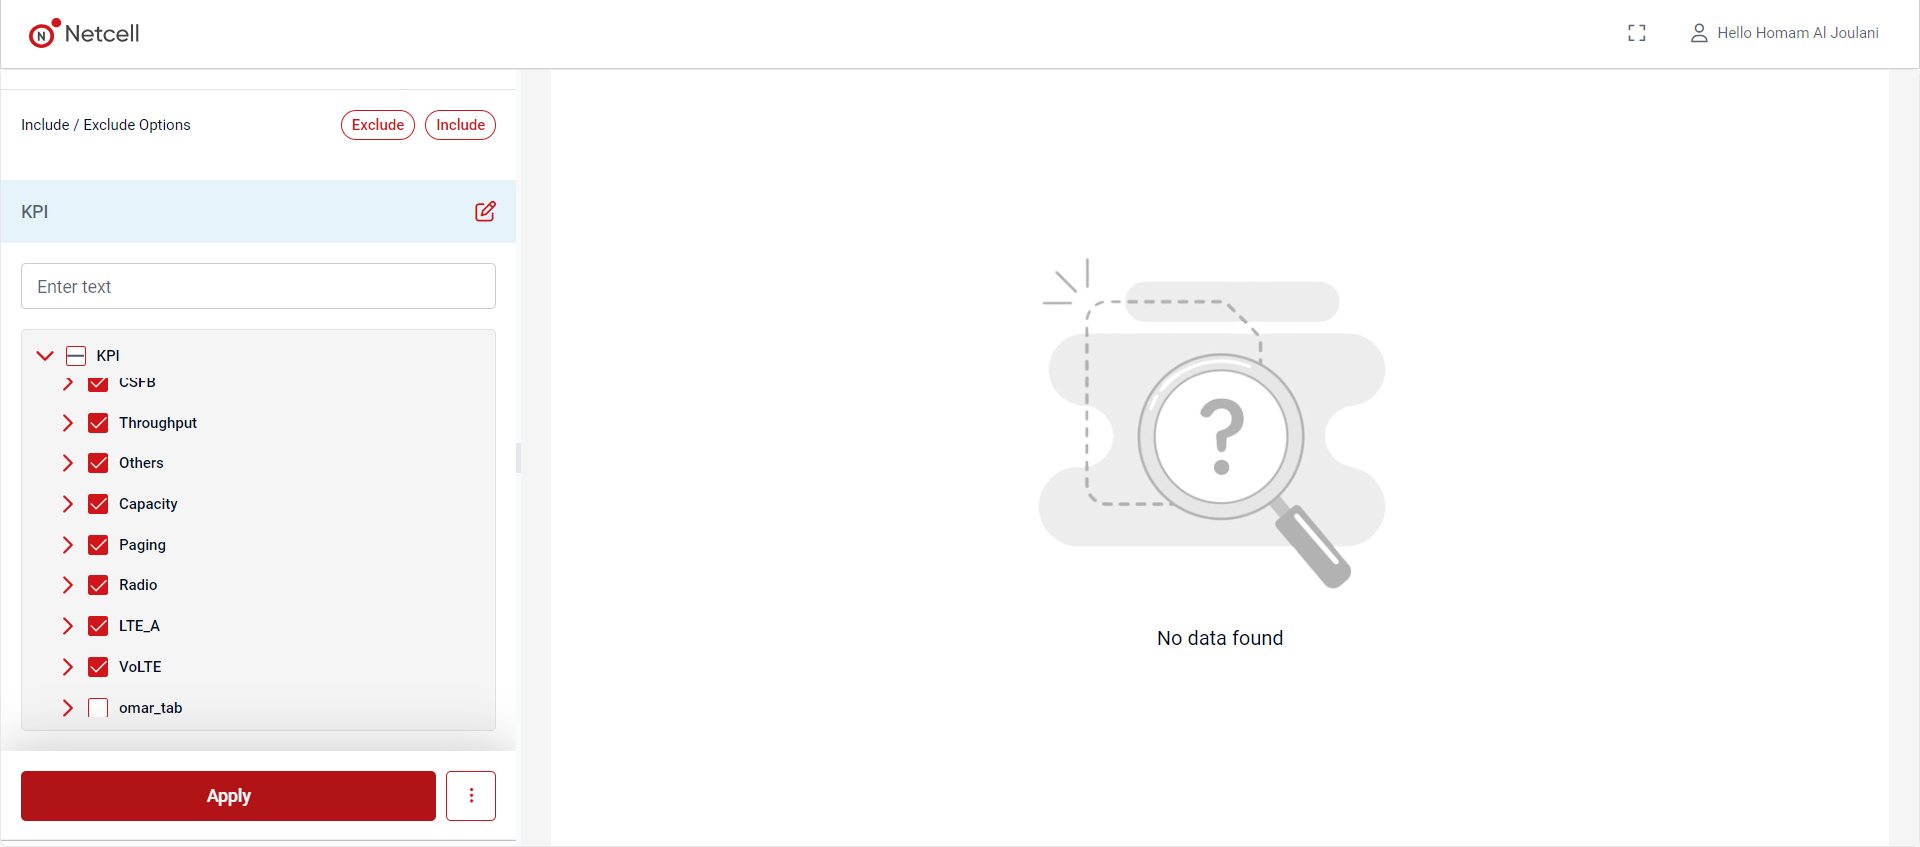 N Netcell
Hello Homam Al Joulani
Include / Exclude Options
Exclude
Include
KPI
Enter text
KPI
CSFB
Throughput
Others
Capacity
Paging
Radio
LTE_A
VoLTE
omar_tab
Apply
?
No data found